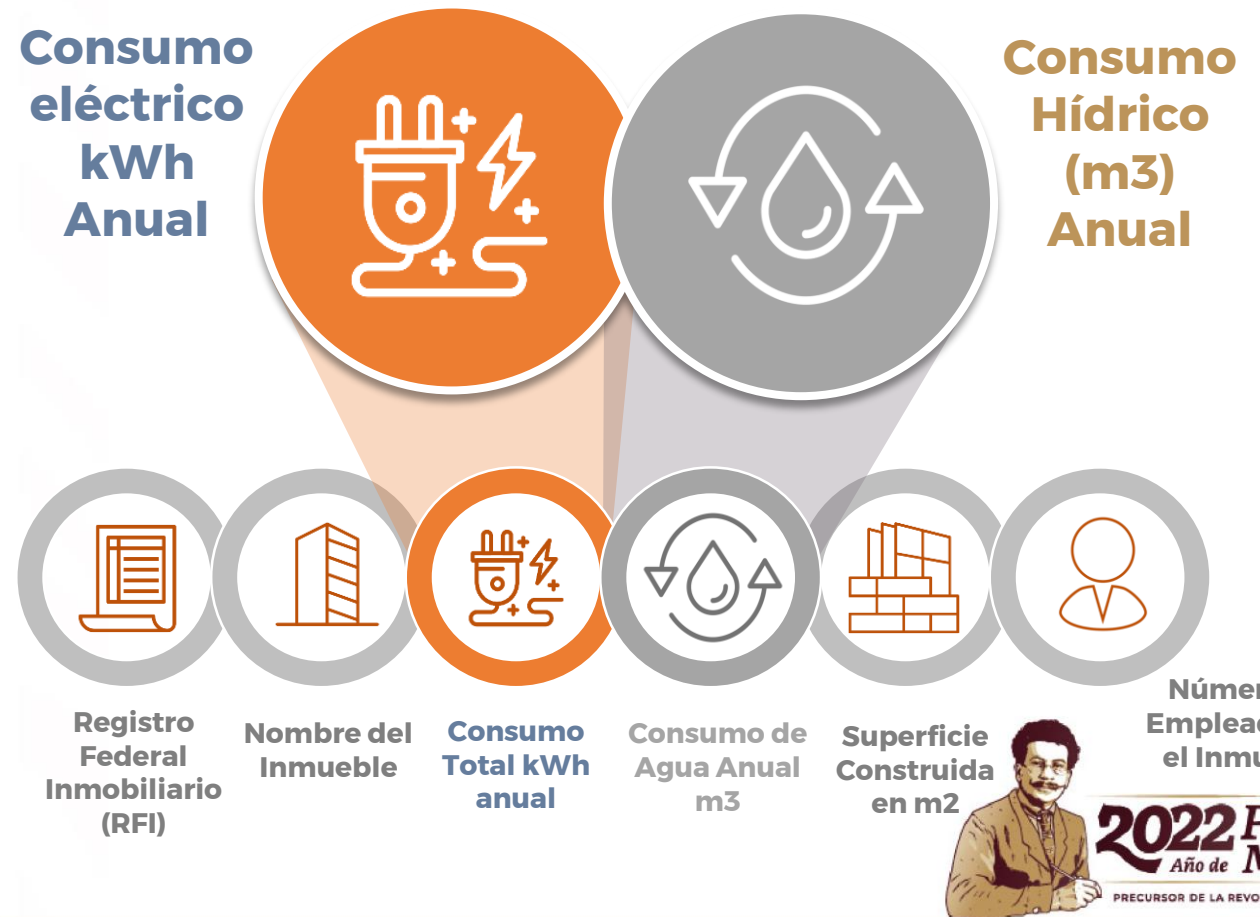 Consumo
eléctrico
kWh
Anual
Consumo
Hídrico
(m3)
Anual
Registro
Federal
Inmobiliario
(RFI)
Nombre del
Inmueble
Consumo
Total kWh
anual
Consumo de
Agua Anual
m3
Superficie
Construida
en m2
el
2022
Año de
PRECURSOR DE LA